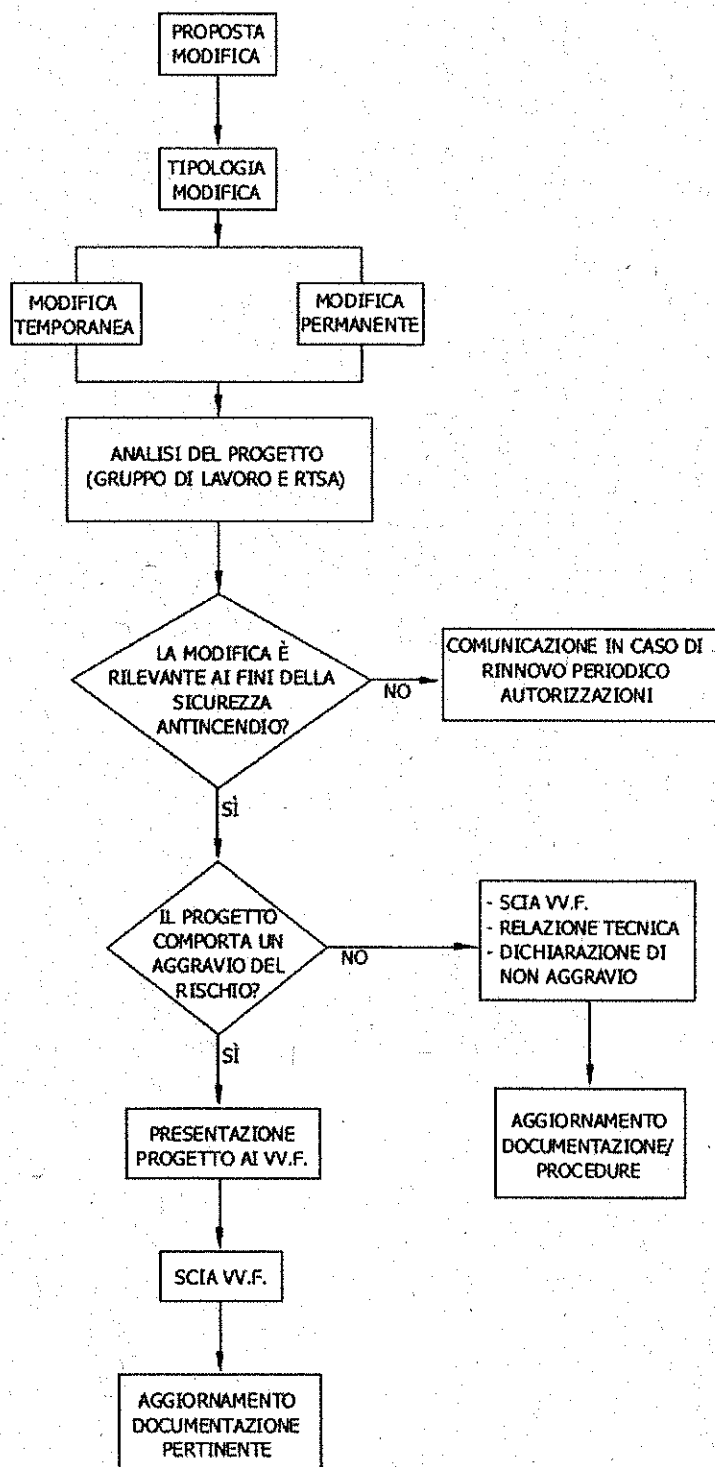 PROPOSTA
MODIFICA
TIPOLOGIA
MODIFICA
MODIFICA
TEMPORANEA
MODIFICA
PERMANENTE
ANALISI DEL PROGETTO
(GRUPPO DI LAVORO E RTSA)
LA MODIFICA È
RILEVANTE AI FINI DELLA
SICUREZZA
ANTINCENDIO?
NO
COMUNICAZIONE IN CASO DI
RINNOVO PERIODICO
AUTORIZZAZIONI
SÌ
IL PROGETTO
COMPORTA UN
AGGRAVIO DEL
RISCHIO?
NO
- SCIA VV.F.
- RELAZIONE TECNICA
- DICHIARAZIONE DI
NON AGGRAVIO
SÌ
AGGIORNAMENTO
DOCUMENTAZIONE/
PROCEDURE
PRESENTAZIONE
PROGETTO AI VV.F.
SCIA VV.F.
AGGIORNAMENTO
DOCUMENTAZIONE
PERTINENTE